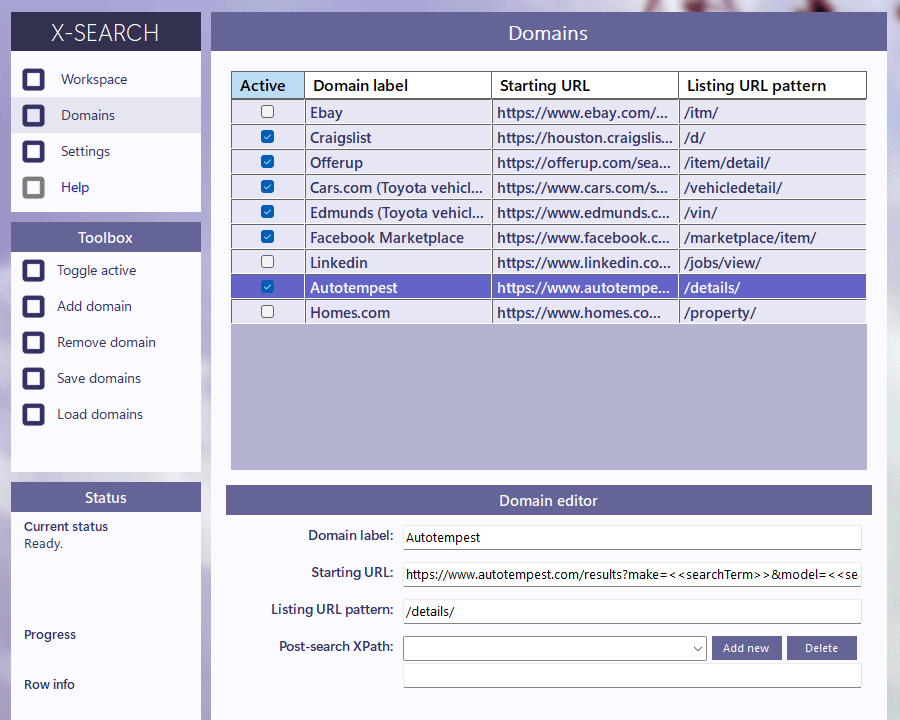 X-SEARCH
Workspace
Domains
Settings
Help
Toolbox
Toggle active
Add domain
Remove domain
Save domains
Load domains
Status
Current status
Ready.
Progress
Row info
Domains
Active Domain label Starting URL Listing URL pattern
Ebay https://www.ebay.com/... /itm/
Craigslist https://houston.craigslis... /d/
Offerup https://offerup.com/sea... /item/detail/
Cars.com (Toyota vehicl... https://www.cars.com/s... /vehicledetail/
Edmunds (Toyota vehicl... https://www.edmunds.c... /vin/
Facebook Marketplace https://www.facebook.c... /marketplace/item/
Linkedin https://www.linkedin.co... /jobs/view/
Autotempest https://www.autotempe... /details/
Homes.com https://www.homes.co... /property/
Domain editor
Domain label: Autotempest
Starting URL: https://www.autotempest.com/results?make=<<searchTerm>>&model=<<se
Listing URL pattern: /details/
Post-search XPath: Add new Delete